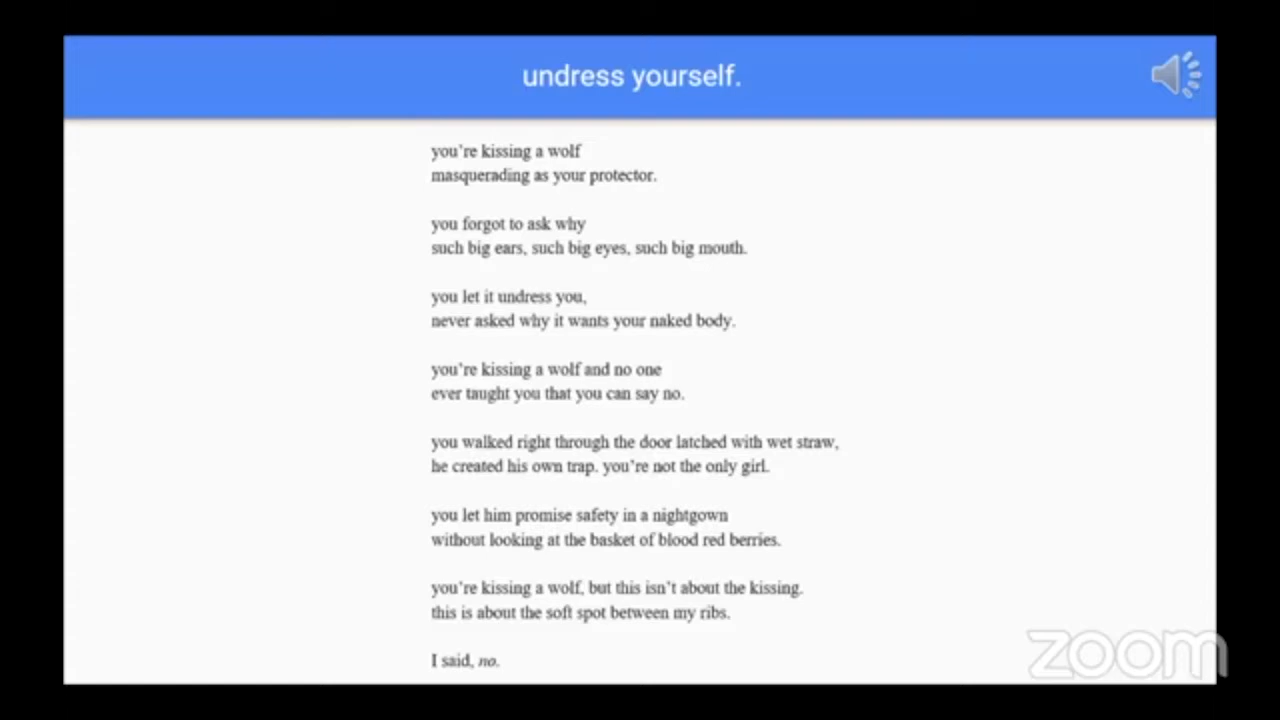 undress yourself.
you're kissing a wolf
masquerading as your protector.
you forgot to ask why
such big ears, such big eyes, such big mouth.
you let it undress you,
never asked why it wants your naked body.
you're kissing a wolf and no one
ever taught you that you can say no.
you walked right through the door latched with wet straw,
he created his own trap. you're not the only girl.
you let him promise safety in a nightgown
without looking at the basket of blood red berries.
you're kissing a wolf, but this isn't about the kissing.
this is about the soft spot between my ribs.
I said, no.
zoom